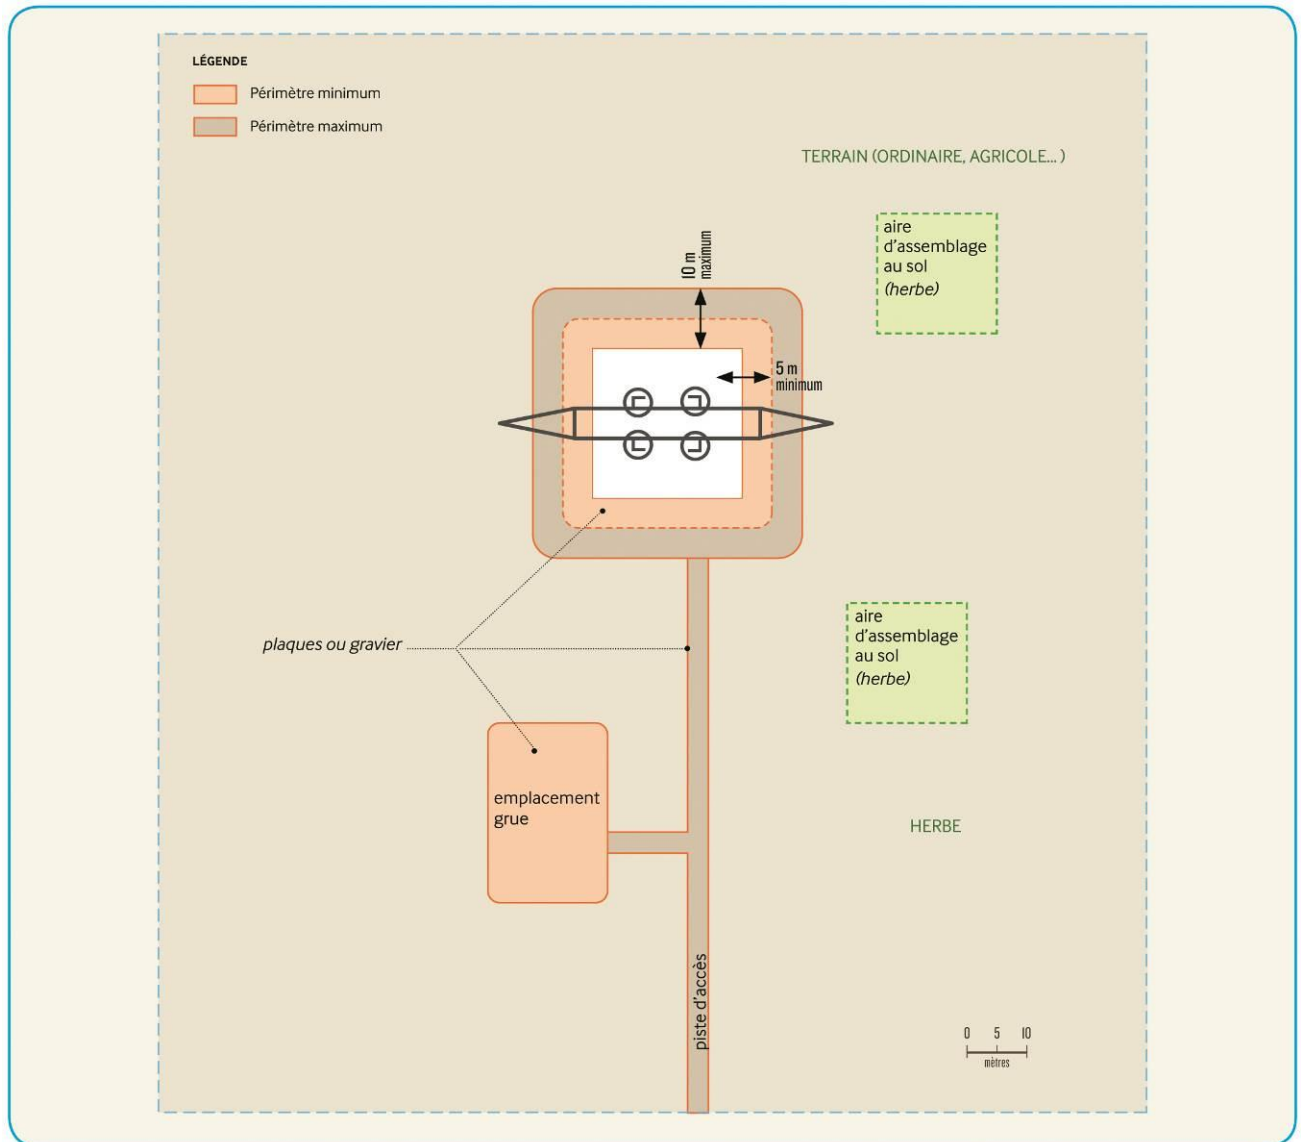 LÉGENDE
Périmètre minimum
Périmètre maximum
TERRAIN (ORDINAIRE, AGRICOLE... )
aire
d'assemblage
au sol
(herbe)
10 m
maximum
5 m
minimum
plaques ou gravier
aire
d'assemblage
au sol
(herbe)
emplacement
grue
HERBE
piste d'accès
0 5 10
mètres